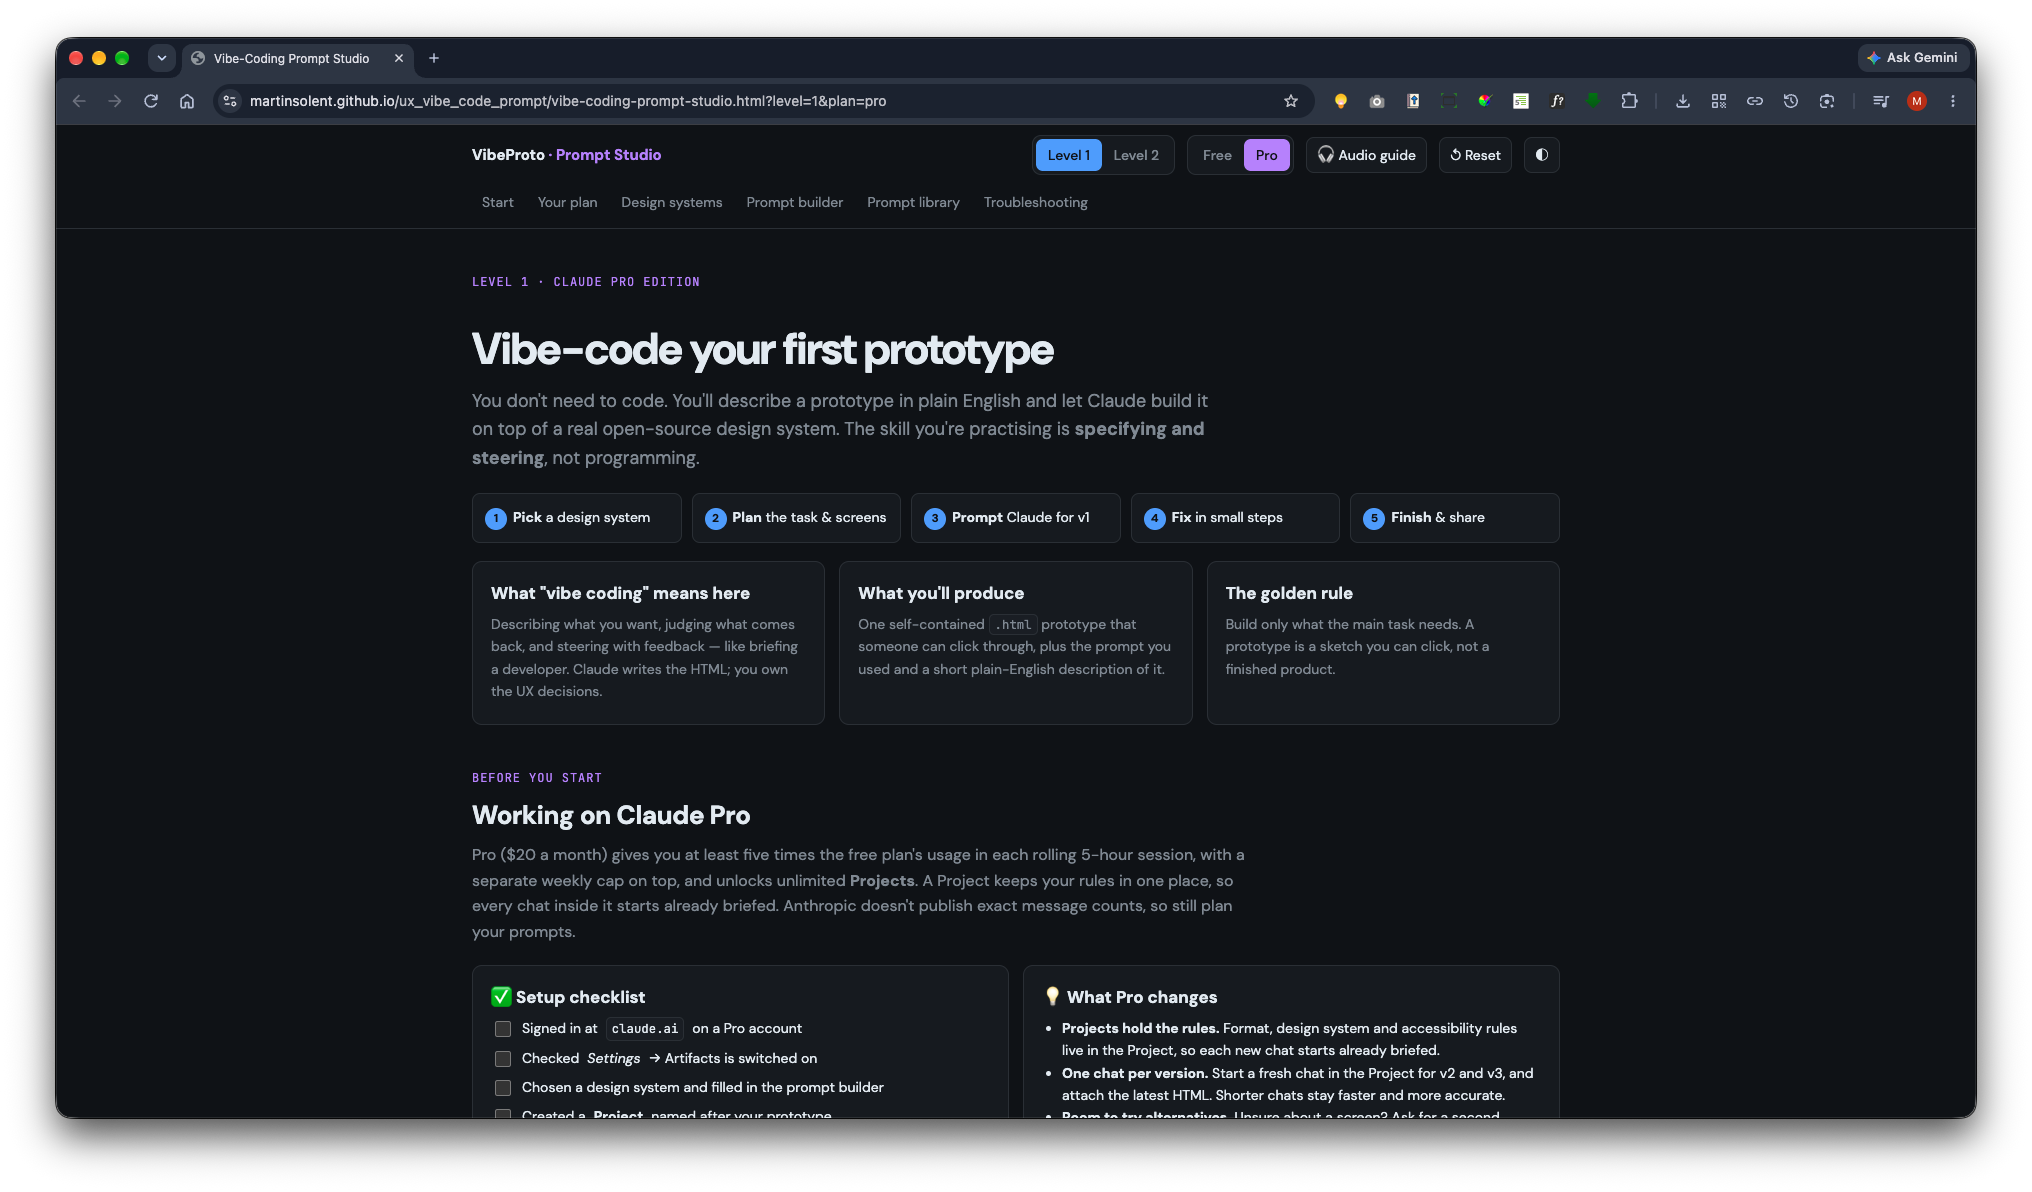 Vibe-Coding Prompt Studio
Ask Gemini
martinsolent.github.io/ux_vibe_code_prompt/vibe-coding-prompt-studio.html?level=1&plan=pro
M
VibeProto · Prompt Studio
Level 1 Level 2
Free Pro
Audio guide
Reset
Start Your plan Design systems Prompt builder Prompt library Troubleshooting
LEVEL 1 · CLAUDE PRO EDITION
Vibe-code your first prototype
You don't need to code. You'll describe a prototype in plain English and let Claude build it
on top of a real open-source design system. The skill you're practising is specifying and
steering, not programming.
1 Pick a design system
2 Plan the task & screens
3 Prompt Claude for v1
4 Fix in small steps
5 Finish & share
What "vibe coding" means here
Describing what you want, judging what comes
back, and steering with feedback — like briefing
a developer. Claude writes the HTML; you own
the UX decisions.
What you'll produce
One self-contained .html prototype that
someone can click through, plus the prompt you
used and a short plain-English description of it.
The golden rule
Build only what the main task needs. A
prototype is a sketch you can click, not a
finished product.
BEFORE YOU START
Working on Claude Pro
Pro ($20 a month) gives you at least five times the free plan's usage in each rolling 5-hour session, with a
separate weekly cap on top, and unlocks unlimited Projects. A Project keeps your rules in one place, so
every chat inside it starts already briefed. Anthropic doesn't publish exact message counts, so still plan
your prompts.
✅ Setup checklist
Signed in at claude.ai on a Pro account
Checked Settings → Artifacts is switched on
Chosen a design system and filled in the prompt builder
Created a Project named after your prototype
💡 What Pro changes
• Projects hold the rules. Format, design system and accessibility rules
live in the Project, so each new chat starts already briefed.
• One chat per version. Start a fresh chat in the Project for v2 and v3, and
attach the latest HTML. Shorter chats stay faster and more accurate.
• Room to try alternatives. Unsure about a screen? Ask for a second